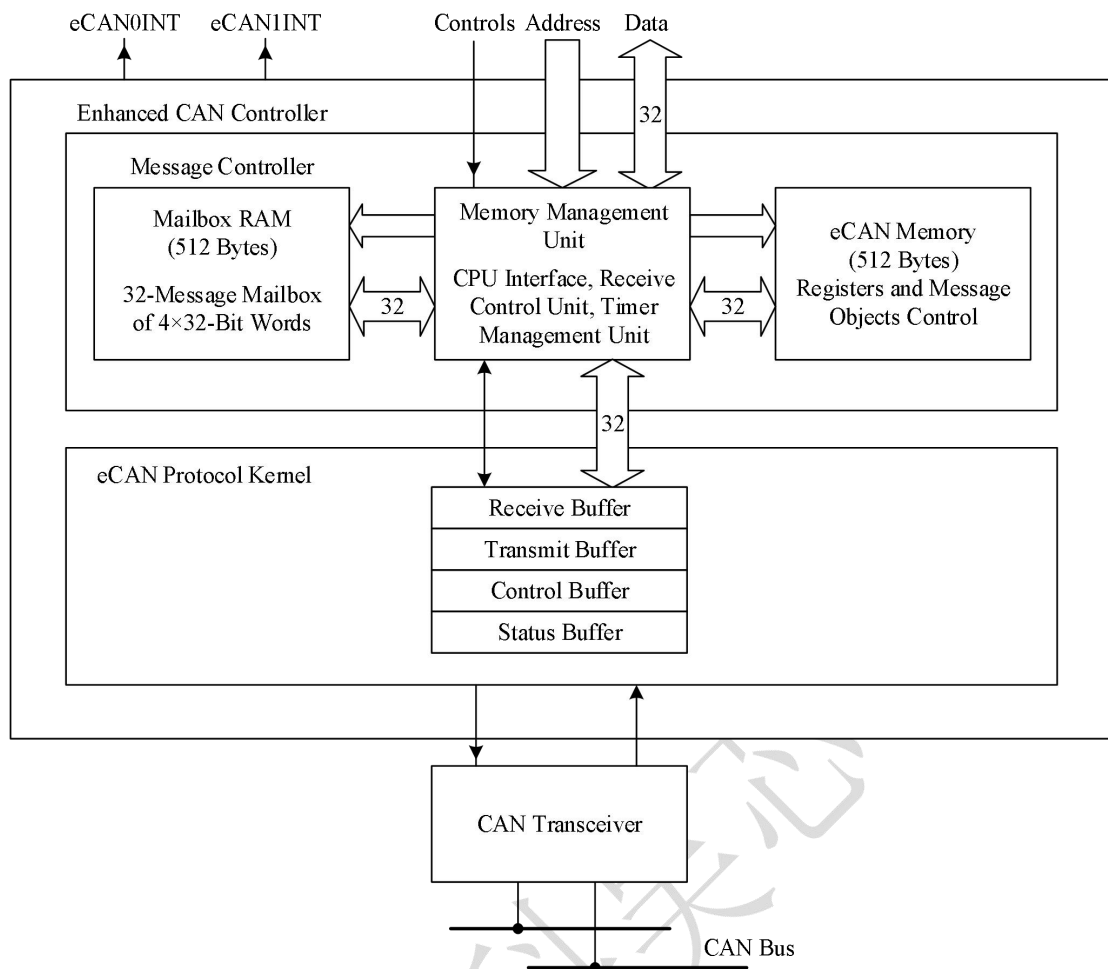 eCAN0INT
eCAN1INT
Controls
Address
Data
32
Enhanced CAN Controller
Message Controller
Mailbox RAM
(512 Bytes)
32-Message Mailbox
of 4×32-Bit Words
32
Memory Management
Unit
CPU Interface, Receive
Control Unit, Timer
Management Unit
32
eCAN Memory
(512 Bytes)
Registers and Message
Objects Control
32
eCAN Protocol Kernel
Receive Buffer
Transmit Buffer
Control Buffer
Status Buffer
CAN Transceiver
CAN Bus